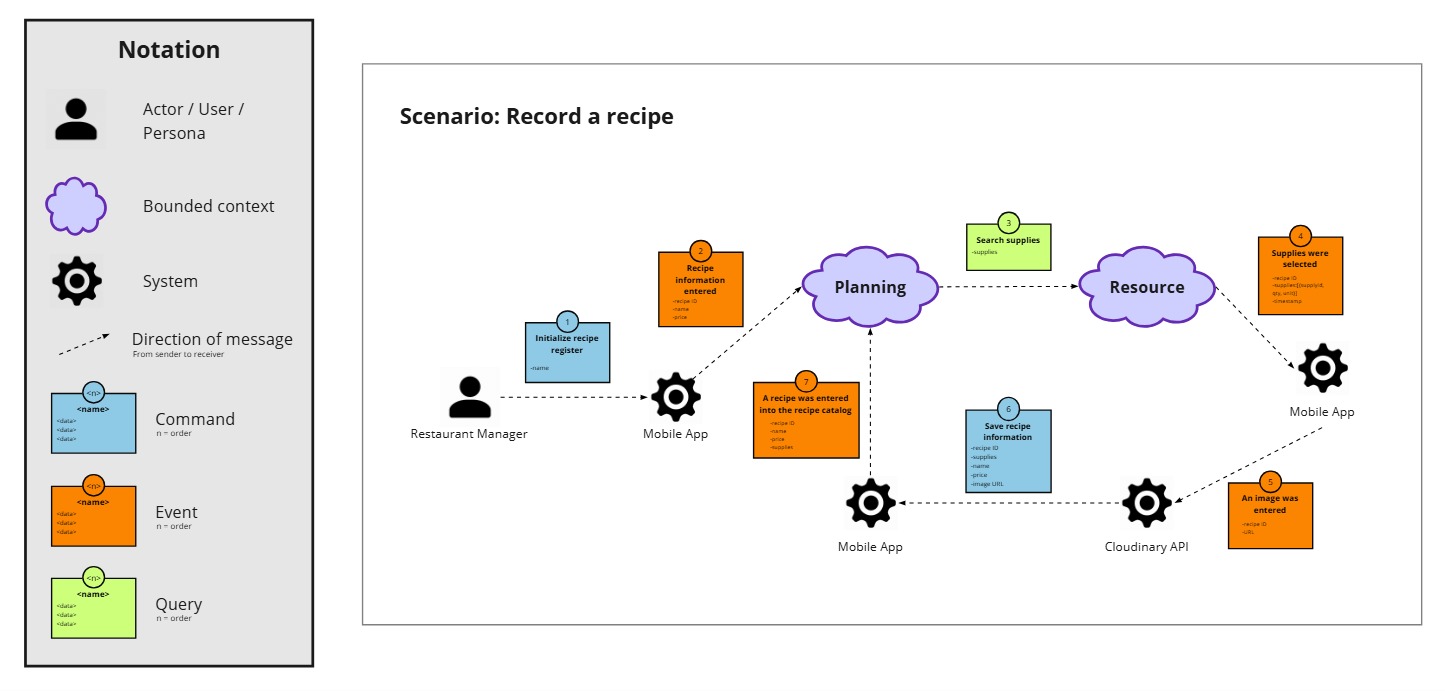 Notation
Actor / User /
Persona
Bounded context
System
Direction of message
From sender to receiver
<n>
<name>
<data>
<data>
<data>
Command
n = order
<n>
<name>
<data>
<data>
<data>
Event
n = order
<n>
<name>
<data>
<data>
<data>
Query
n = order
Scenario: Record a recipe
Restaurant Manager
1
Initialize recipe
register
-name
Mobile App
2
Recipe
information
entered
-recipe ID
-name
-price
Planning
3
Search supplies
-supplies
Resource
4
Supplies were
selected
-recipe ID
-supplies[{supplyId,
qty, unit}]
-timestamp
Mobile App
5
An image was
entered
-recipe ID
-URL
Cloudinary API
6
Save recipe
information
-recipe ID
-supplies
-name
-price
-image URL
Mobile App
7
A recipe was entered
into the recipe catalog
-recipe ID
-name
-price
-supplies